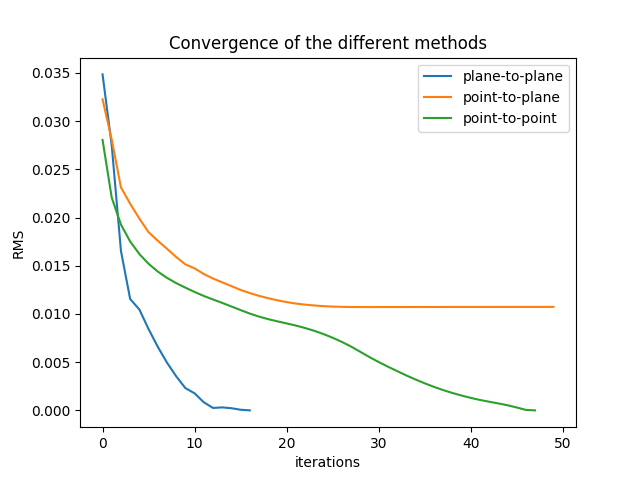 Convergence of the different methods
plane-to-plane
point-to-plane
point-to-point
RMS
0.035
0.030
0.025
0.020
0.015
0.010
0.005
0.000
0 10 20 30 40 50
iterations